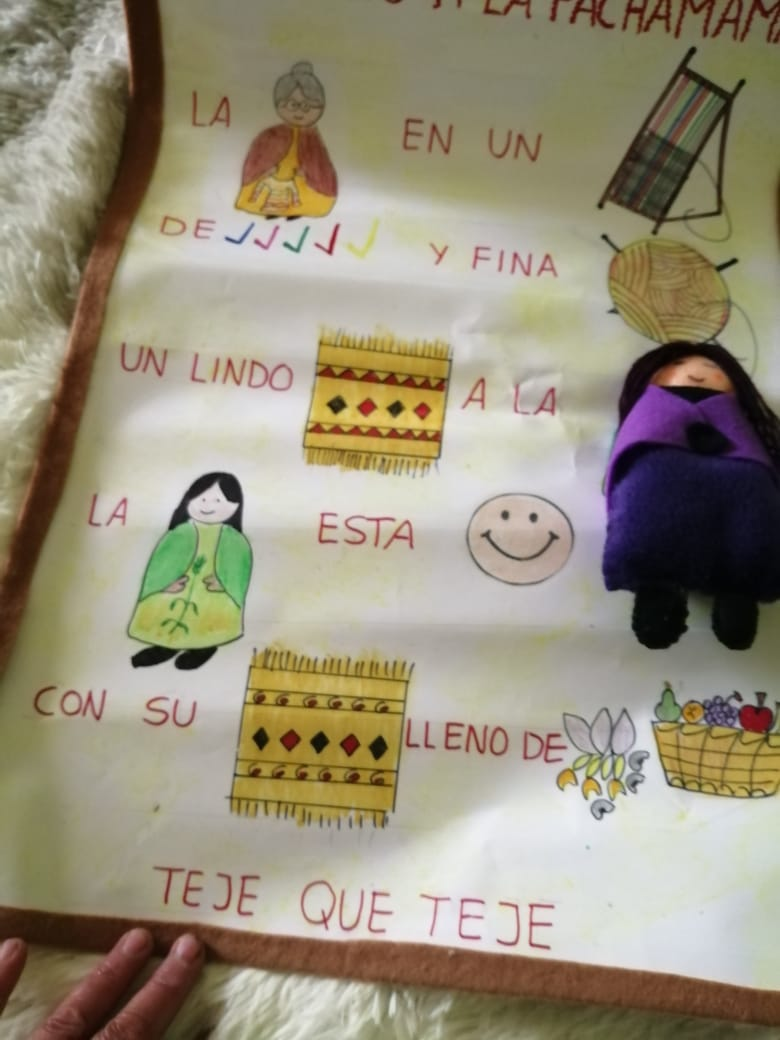 A LA PACHAMAMA
LA EN UN
DE Y FINA
UN LINDO A LA
LA ESTA
CON SU LLENO DE
TEJE QUE TEJE